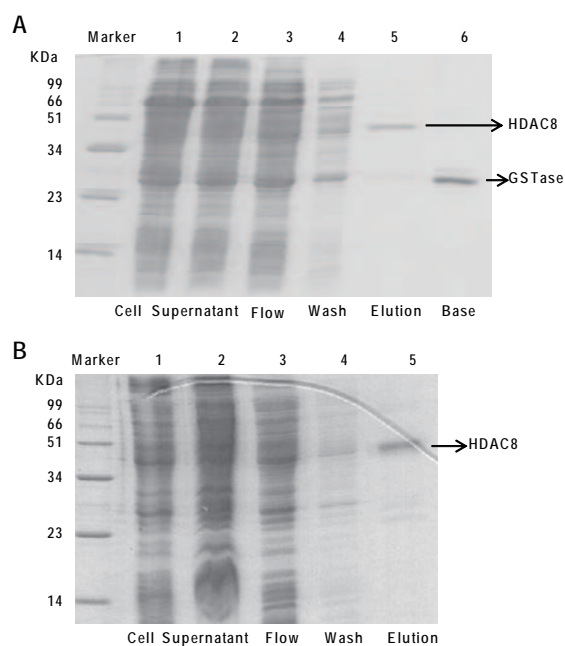 A
Marker 1 2 3 4 5 6
KDa
99
66
51
HDAC8
34
GSTase
23
14
Cell Supernatant Flow Wash Elution Base
B
Marker 1 2 3 4 5
KDa
99
66
51
HDAC8
34
23
14
Cell Supernatant Flow Wash Elution